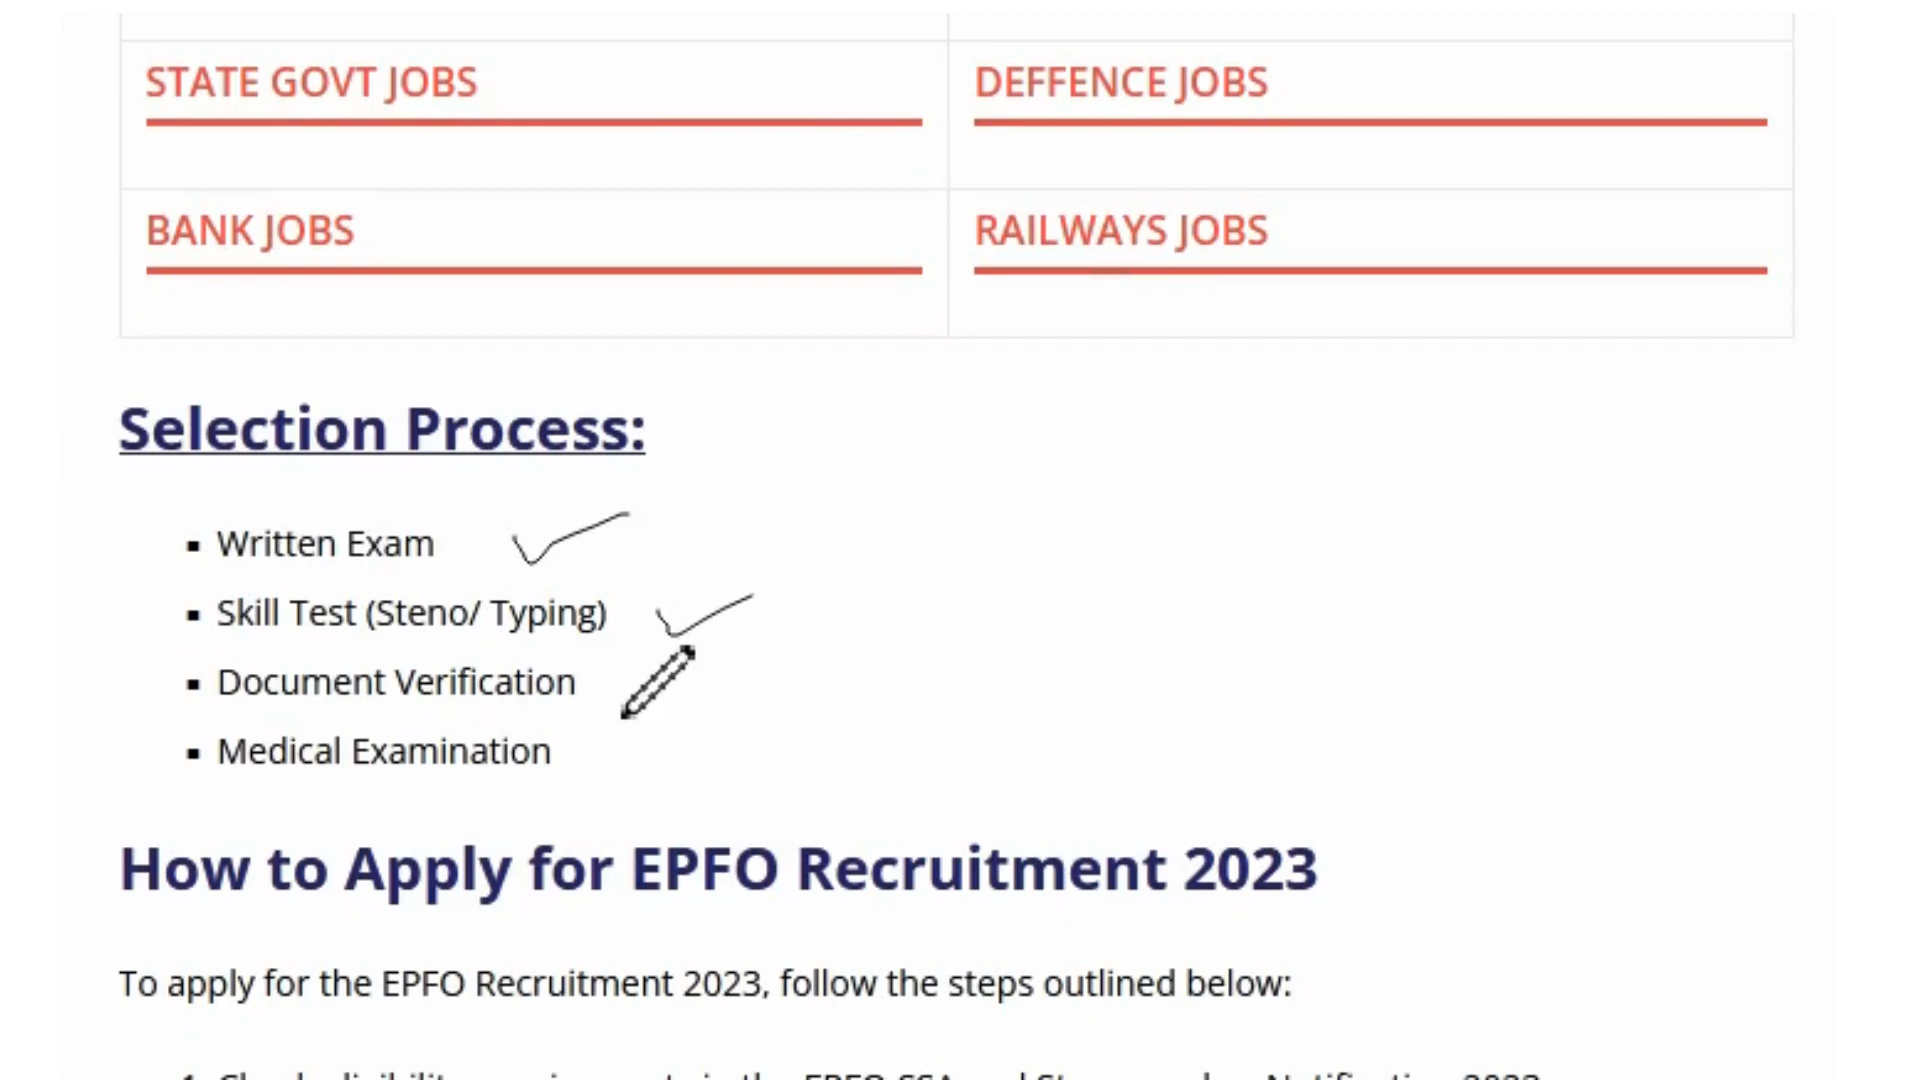 STATE GOVT JOBS
DEFFENCE JOBS
BANK JOBS
RAILWAYS JOBS
Selection Process:
Written Exam
Skill Test (Steno/ Typing)
Document Verification
Medical Examination
How to Apply for EPFO Recruitment 2023
To apply for the EPFO Recruitment 2023, follow the steps outlined below: